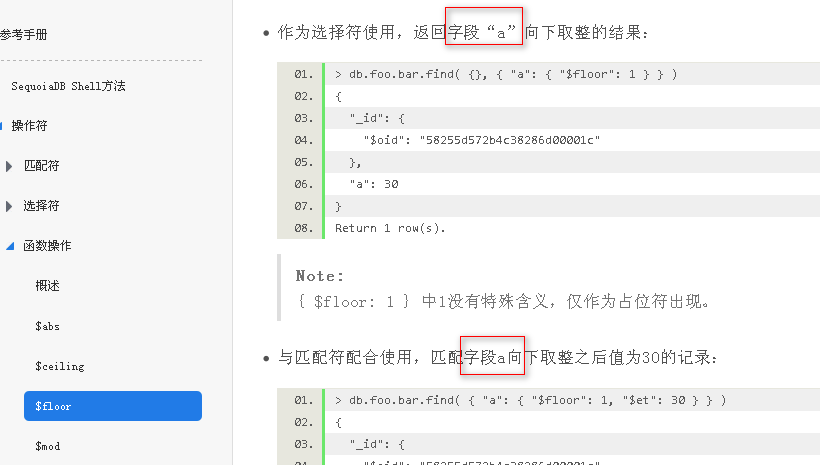 参考手册
SequoiaDB Shell方法
操作符
匹配符
选择符
函数操作
概述
$abs
$ceiling
$floor
$mod
作为选择符使用，返回字段“a”向下取整的结果：
01. > db.foo.bar.find( {}, { "a": { "$floor": 1 } } )
02. {
03. "_id": {
04. "$oid": "58255d572b4c38286d00001c"
05. },
06. "a": 30
07. }
08. Return 1 row(s).
Note:
{ $floor: 1 } 中1没有特殊含义，仅作为占位符出现。
与匹配符配合使用，匹配字段a向下取整之后值为30的记录：
01. > db.foo.bar.find( { "a": { "$floor": 1, "$et": 30 } } )
02. {
03. "_id": {